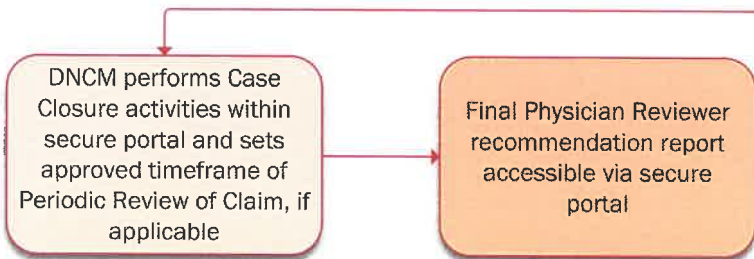 DNCM performs Case
Closure activities within
secure portal and sets
approved timeframe of
Periodic Review of Claim, if
applicable
Final Physician Reviewer
recommendation report
accessible via secure
portal